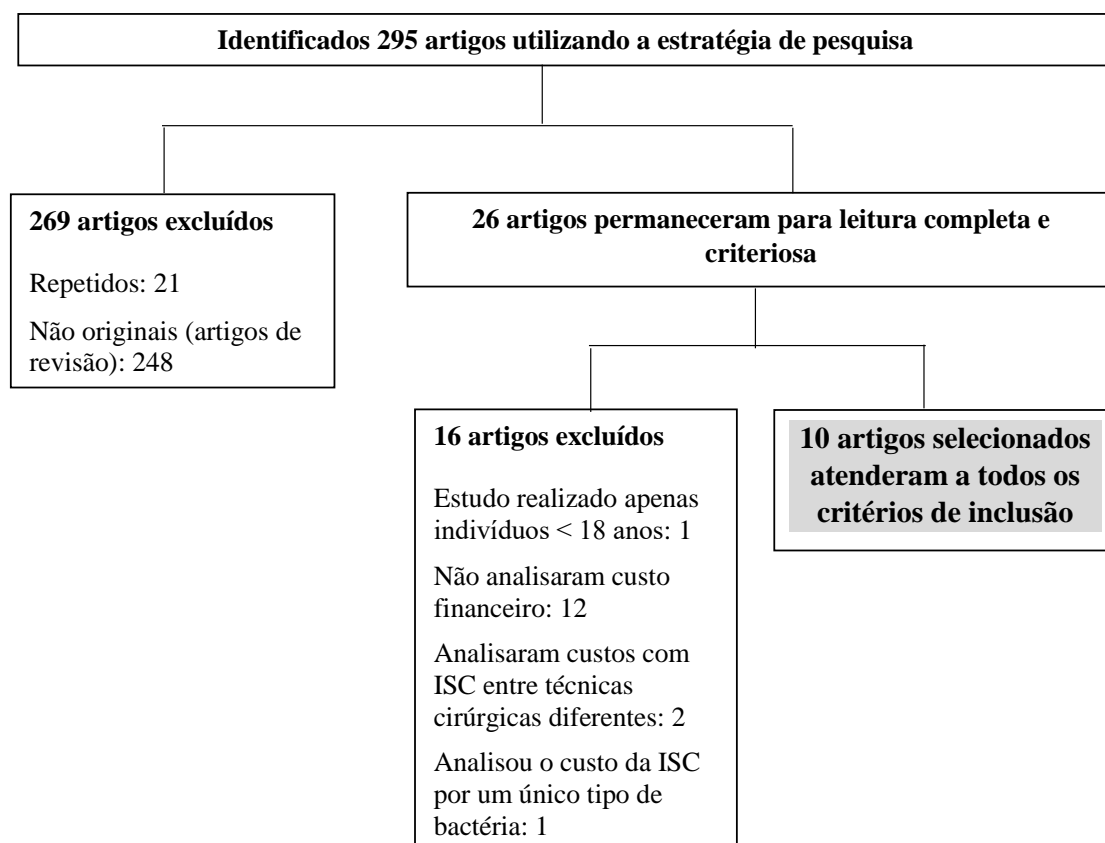 Identificados 295 artigos utilizando a estratégia de pesquisa
269 artigos excluídos
Repetidos: 21
Não originais (artigos de
revisão): 248
26 artigos permaneceram para leitura completa e
criteriosa
16 artigos excluídos
Estudo realizado apenas
indivíduos < 18 anos: 1
Não analisaram custo
financeiro: 12
Analisaram custos com
ISC entre técnicas
cirúrgicas diferentes: 2
Analisou o custo da ISC
por um único tipo de
bactéria: 1
10 artigos selecionados
atenderam a todos os
critérios de inclusão